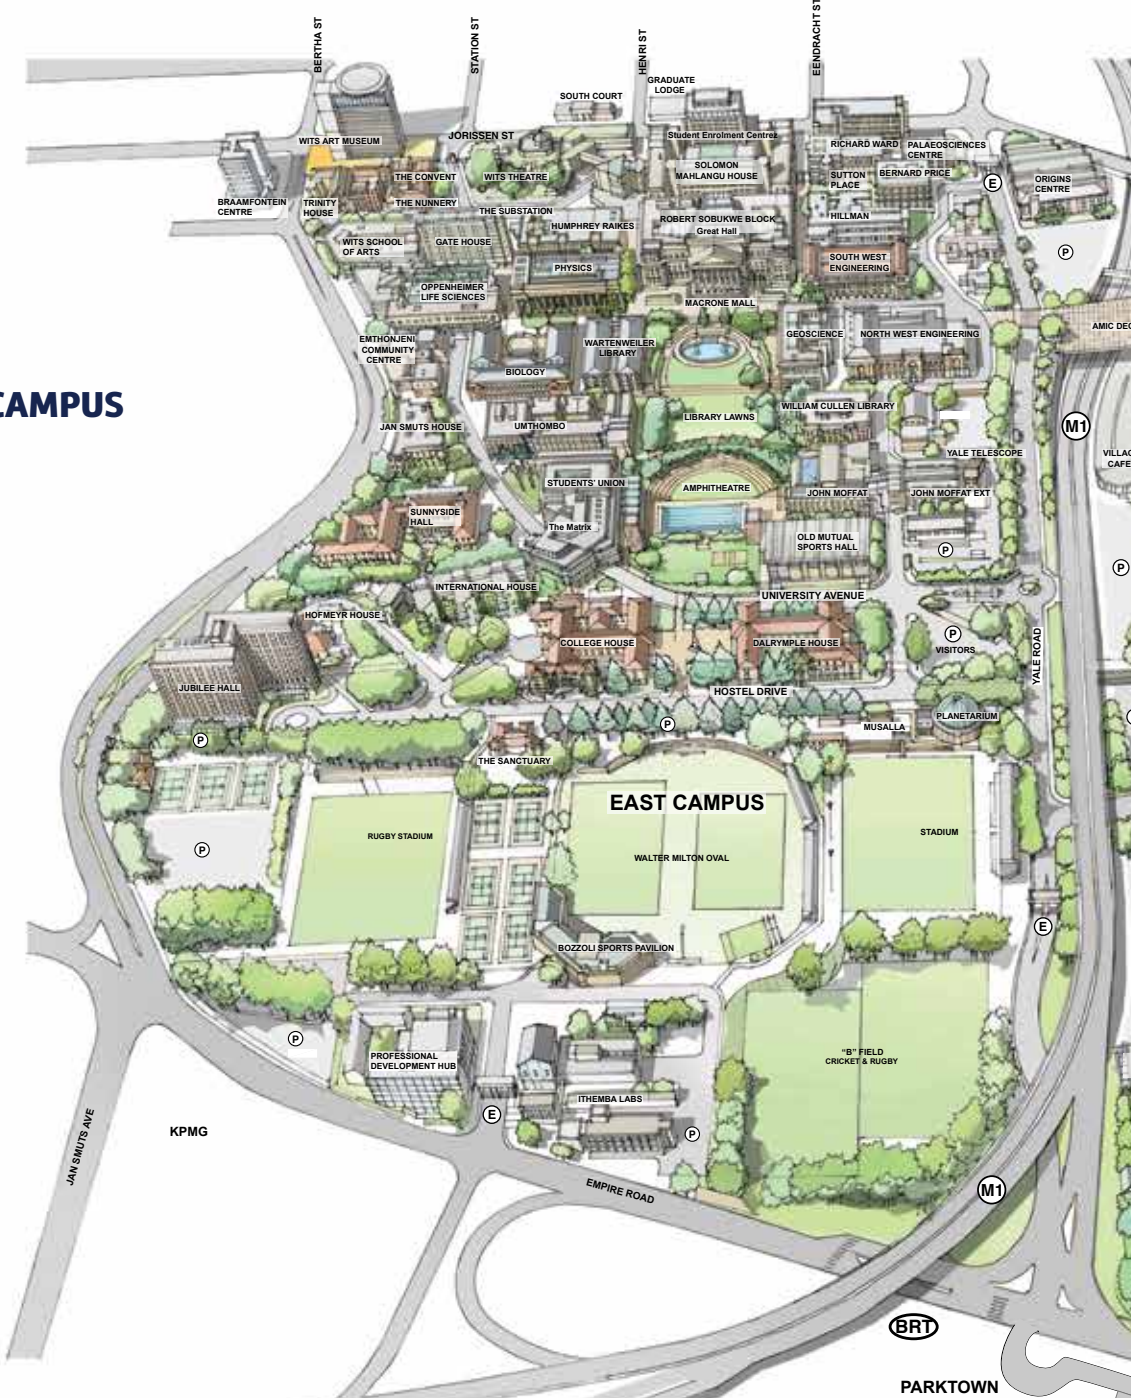 BERTHA ST
STATION ST
HENRI ST
EENDRACHT ST
GRADUATE
LODGE
SOUTH COURT
WITS ART MUSEUM
JORISSEN ST
Student Enrolment Centrez
RICHARD WARD
PALAEOSCIENCES
CENTRE
SOLOMON
MAHLANGU HOUSE
THE CONVENT
WITS THEATRE
SUTTON
PLACE
BERNARD PRICE
E
ORIGINS
CENTRE
BRAAMFONTEIN
CENTRE
TRINITY
HOUSE
THE NUNNERY
THE SUBSTATION
ROBERT SOBUKWE BLOCK
Great Hall
HILLMAN
HUMPHREY RAIKES
WITS SCHOOL
OF ARTS
GATE HOUSE
P
PHYSICS
SOUTH WEST
ENGINEERING
OPPENHEIMER
LIFE SCIENCES
MACRONE MALL
AMIC DEC
EMTHONJENI
COMMUNITY
CENTRE
WARTENWEILER
LIBRARY
GEOSCIENCE
NORTH WEST ENGINEERING
BIOLOGY
CAMPUS
WILLIAM CULLEN LIBRARY
LIBRARY LAWNS
M1
JAN SMUTS HOUSE
UMTHOMBO
YALE TELESCOPE
VILLAG
CAFE
STUDENTS' UNION
AMPHITHEATRE
JOHN MOFFAT
JOHN MOFFAT EXT
SUNNYSIDE
HALL
The Matrix
OLD MUTUAL
SPORTS HALL
P
P
INTERNATIONAL HOUSE
UNIVERSITY AVENUE
HOFMEYR HOUSE
COLLEGE HOUSE
DALRYMPLE HOUSE
P
VISITORS
YALE ROAD
JUBILEE HALL
HOSTEL DRIVE
P
MUSALLA
PLANETARIUM
P
THE SANCTUARY
EAST CAMPUS
RUGBY STADIUM
STADIUM
P
WALTER MILTON OVAL
E
BOZZOLI SPORTS PAVILION
P
PROFESSIONAL
DEVELOPMENT HUB
"B" FIELD
CRICKET & RUGBY
ITHEMBA LABS
E
KPMG
P
JAN SMUTS AVE
EMPIRE ROAD
M1
BRT
PARKTOWN